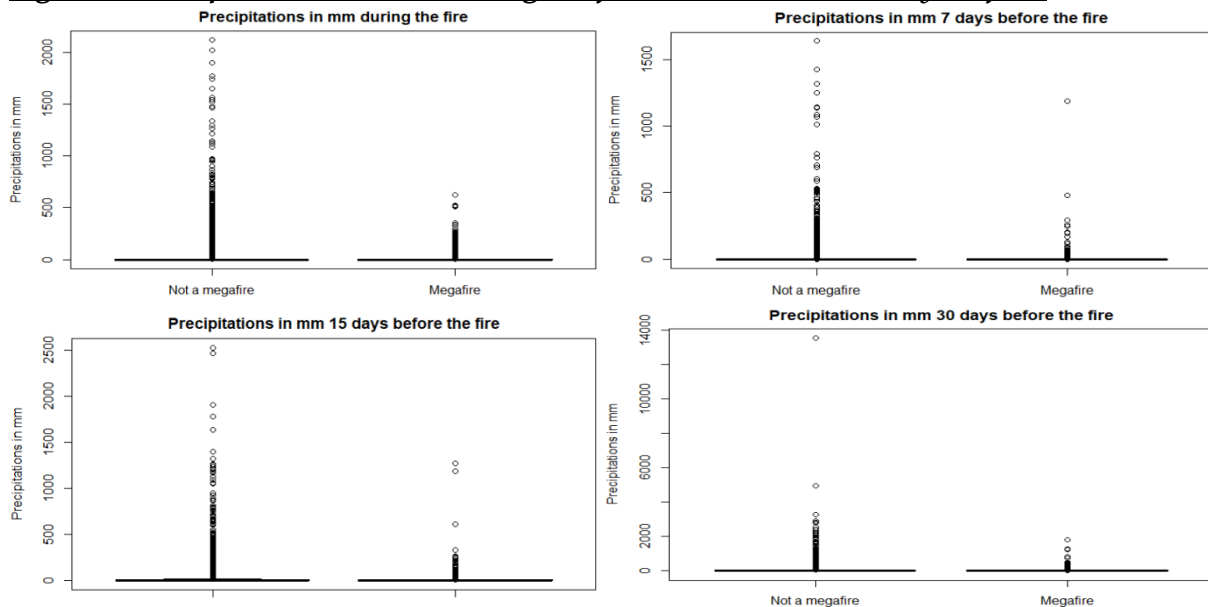 Precipitations in mm during the fire
Precipitations in mm
2000
1500
1000
500
0
Not a megafire
Megafire
Precipitations in mm 7 days before the fire
Precipitations in mm
1500
1000
500
0
Not a megafire
Megafire
Precipitations in mm 15 days before the fire
Precipitations in mm
2500
2000
1500
1000
500
0
Precipitations in mm 30 days before the fire
Precipitations in mm
14000
10000
6000
2000
0
Not a megafire
Megafire